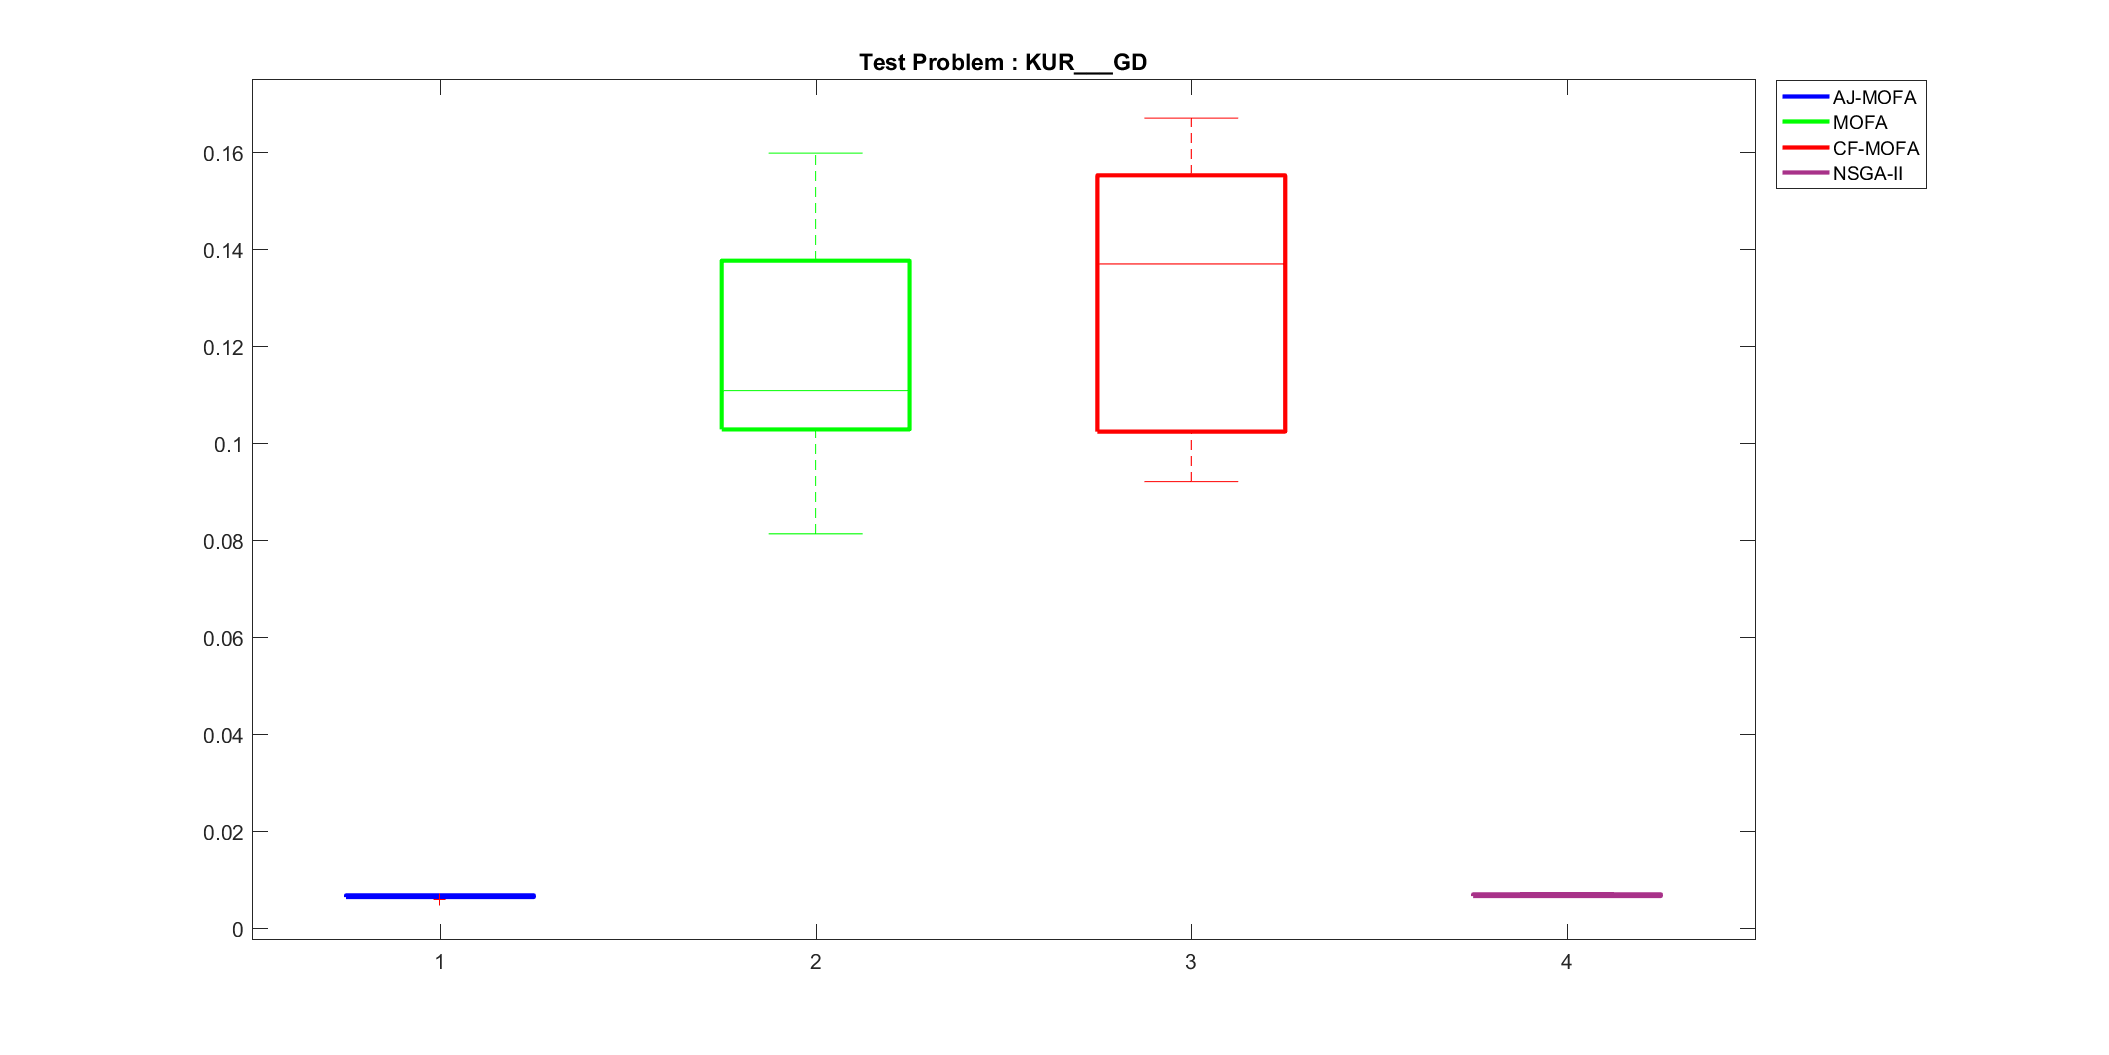 Test Problem : KUR___GD
AJ-MOFA
MOFA
CF-MOFA
NSGA-II
0.16
0.14
0.12
0.1
0.08
0.06
0.04
0.02
0
1 2 3 4